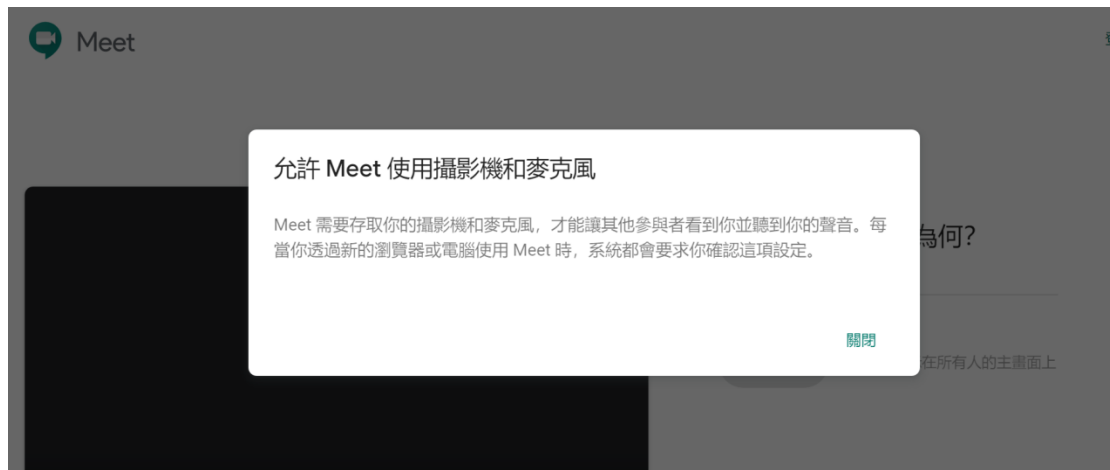 Meet
允許 Meet 使用攝影機和麥克風
Meet 需要存取你的攝影機和麥克風，才能讓其他參與者看到你並聽到你的聲音。每
當你透過新的瀏覽器或電腦使用 Meet 時，系統都會要求你確認這項設定。
為何?
關閉
在所有人的主畫面上